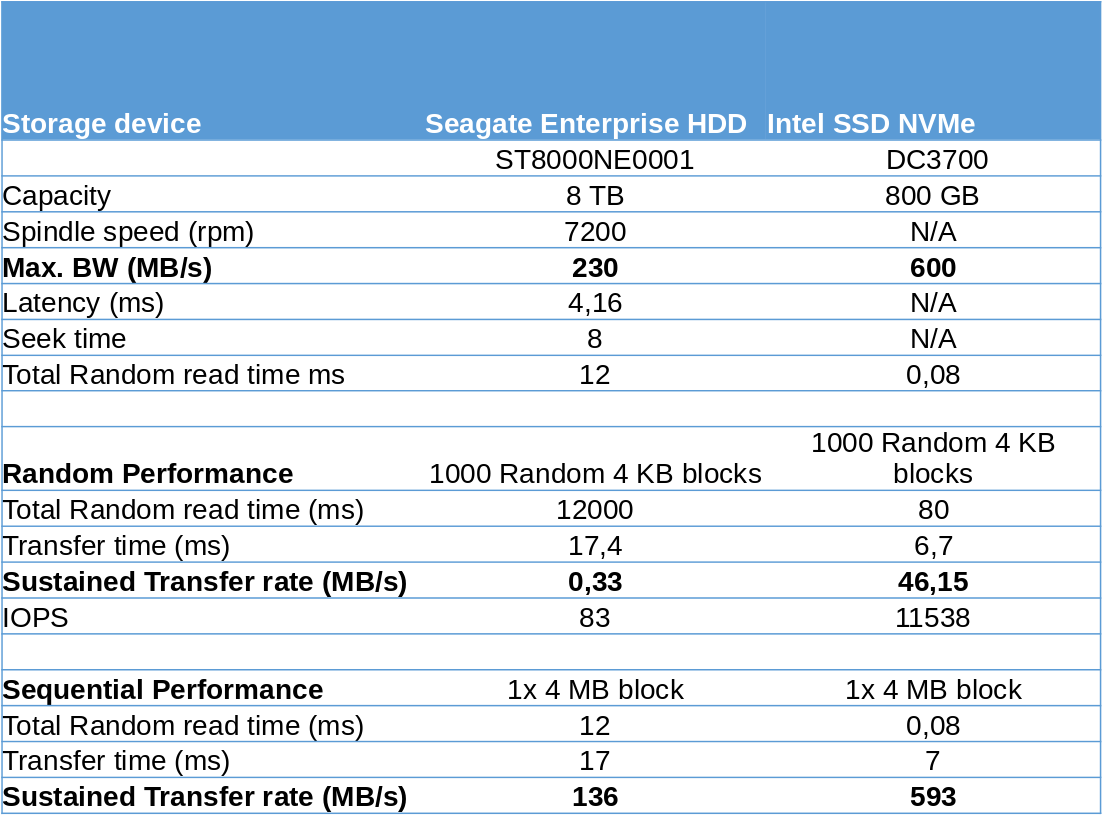 Storage device Seagate Enterprise HDD Intel SSD NVMe
ST8000NE0001 DC3700
Capacity 8 TB 800 GB
Spindle speed (rpm) 7200 N/A
Max. BW (MB/s) 230 600
Latency (ms) 4,16 N/A
Seek time 8 N/A
Total Random read time ms 12 0,08
1000 Random 4 KB
Random Performance 1000 Random 4 KB blocks blocks
Total Random read time (ms) 12000 80
Transfer time (ms) 17,4 6,7
Sustained Transfer rate (MB/s) 0,33 46,15
IOPS 83 11538
Sequential Performance 1x 4 MB block 1x 4 MB block
Total Random read time (ms) 12 0,08
Transfer time (ms) 17 7
Sustained Transfer rate (MB/s) 136 593